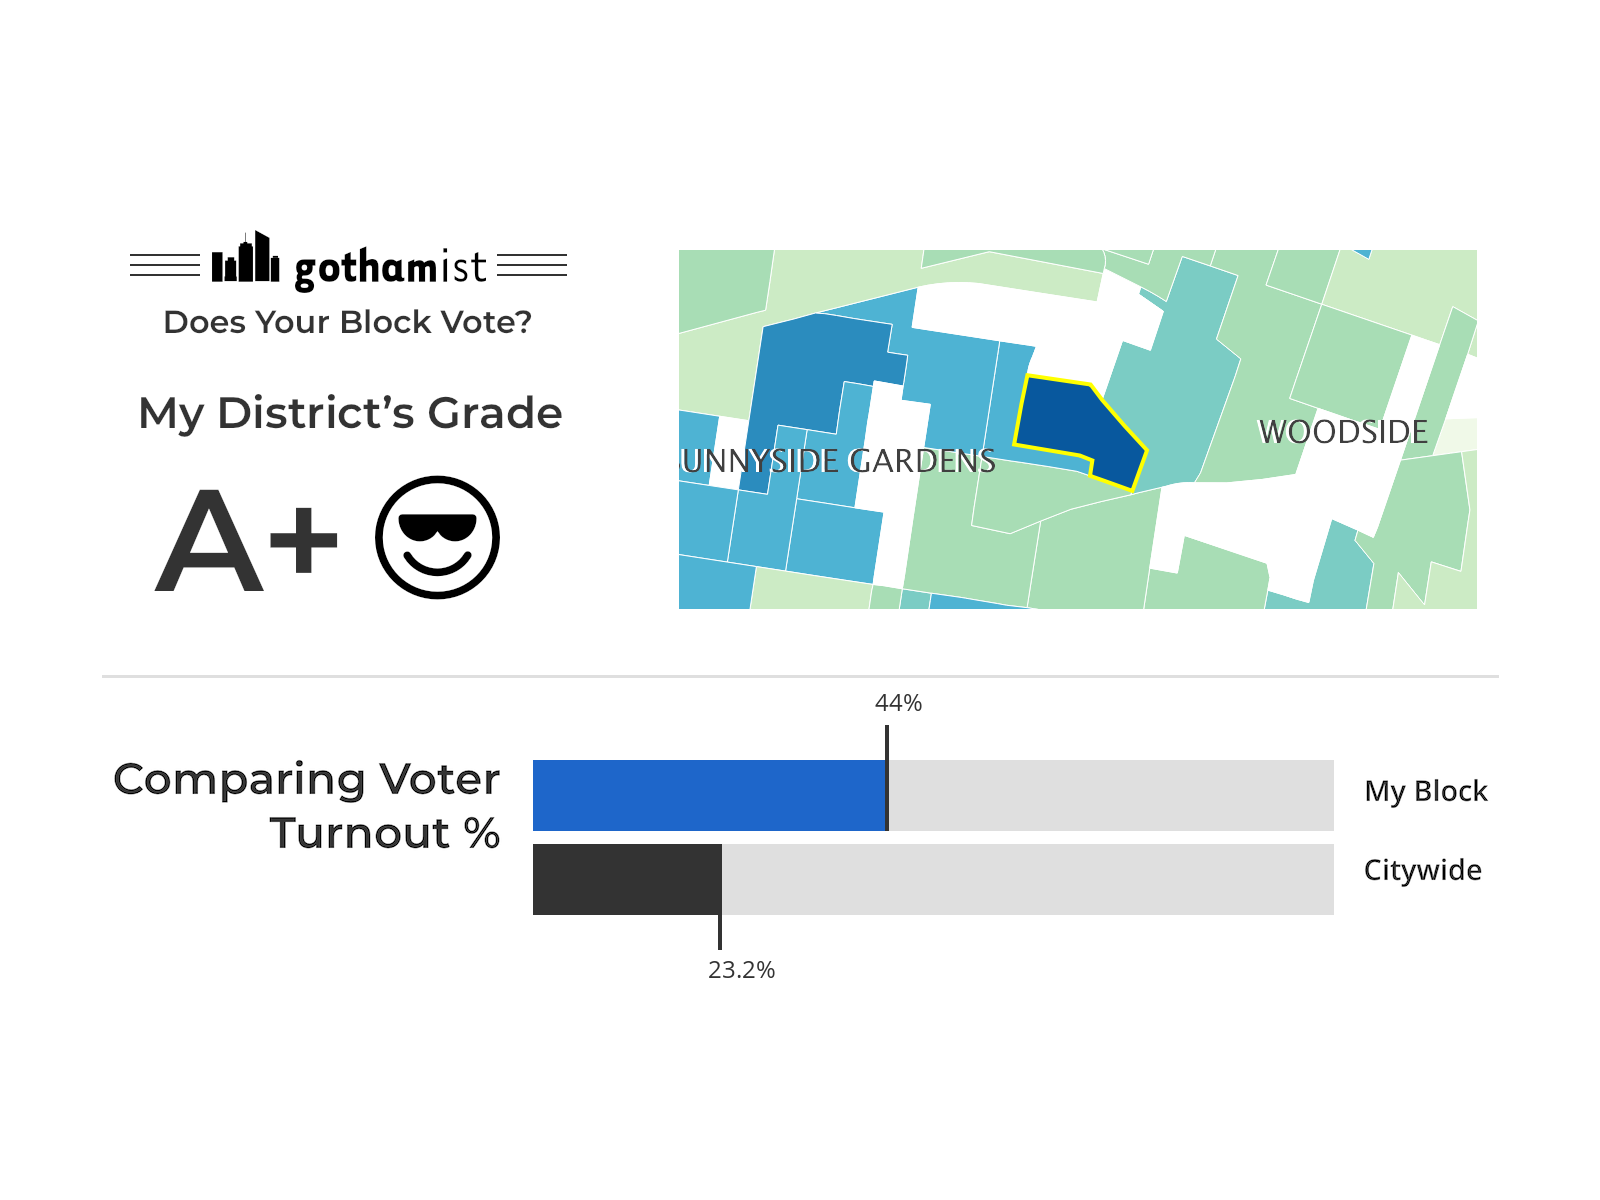 gothamist
Does Your Block Vote?
My District’s Grade
A+
UNNYSIDE GARDENS
WOODSIDE
44%
Comparing Voter
Turnout %
My Block
Citywide
23.2%